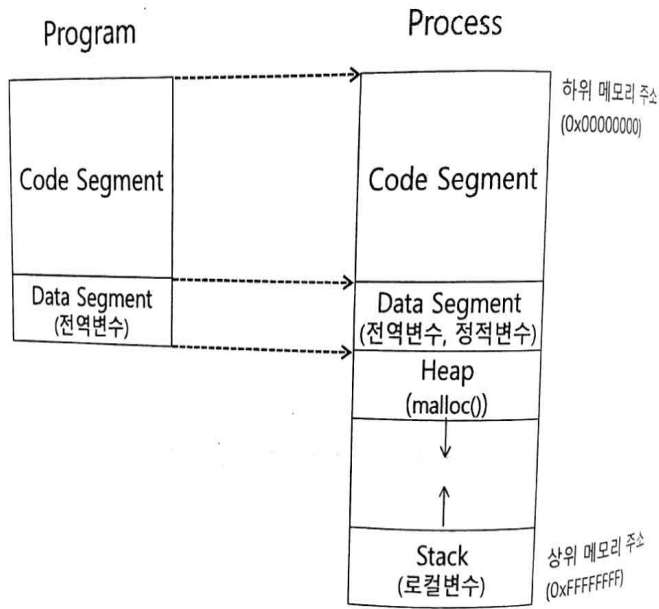 Program
Process
하위 메모리 주소
(0x00000000)
Code Segment
Code Segment
Data Segment
(전역변수)
Data Segment
(전역변수, 정적변수)
Heap
(malloc())
Stack
(로컬변수)
상위 메모리 주소
(0xFFFFFFFF)